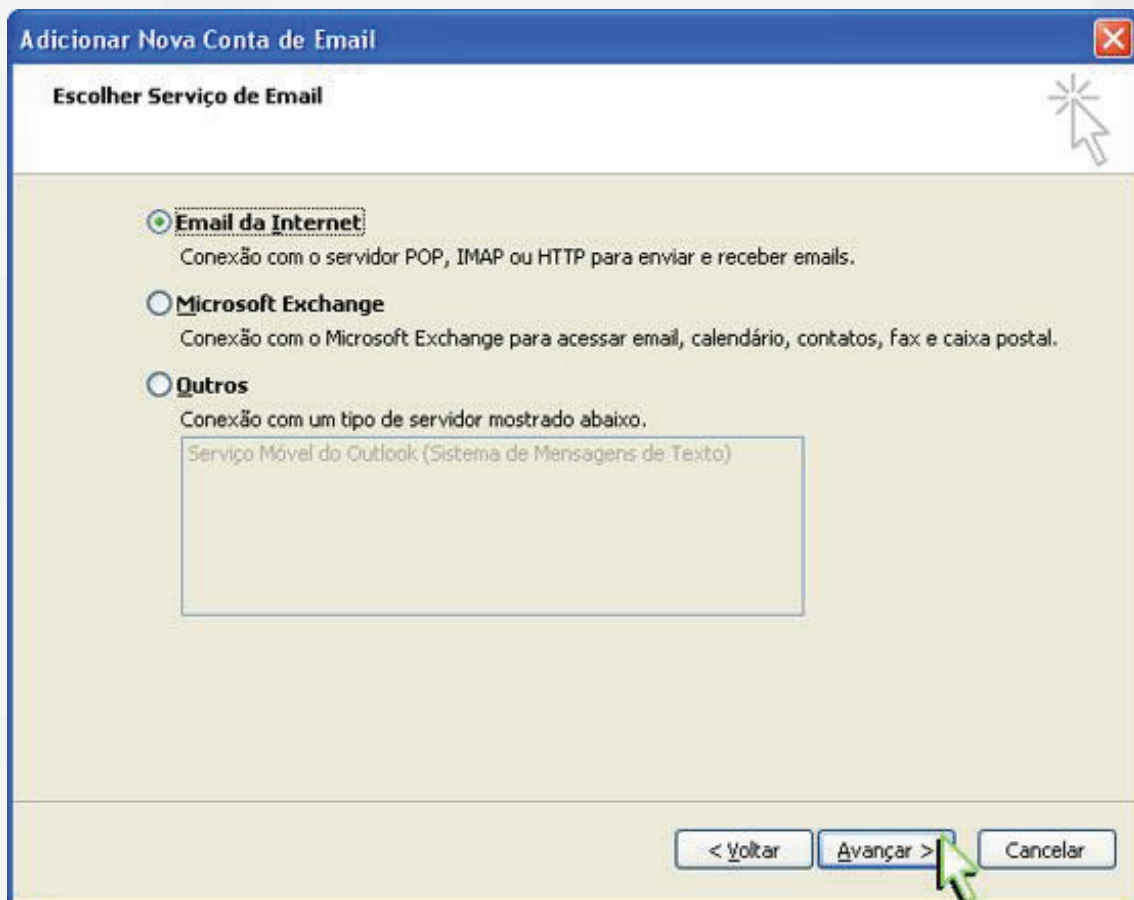 Adicionar Nova Conta de Email
Escolher Serviço de Email
Email da Internet
Conexão com o servidor POP, IMAP ou HTTP para enviar e receber emails.
Microsoft Exchange
Conexão com o Microsoft Exchange para acessar email, calendário, contatos, fax e caixa postal.
Outros
Conexão com um tipo de servidor mostrado abaixo.
Serviço Móvel do Outlook (Sistema de Mensagens de Texto)
< Voltar Avançar > Cancelar